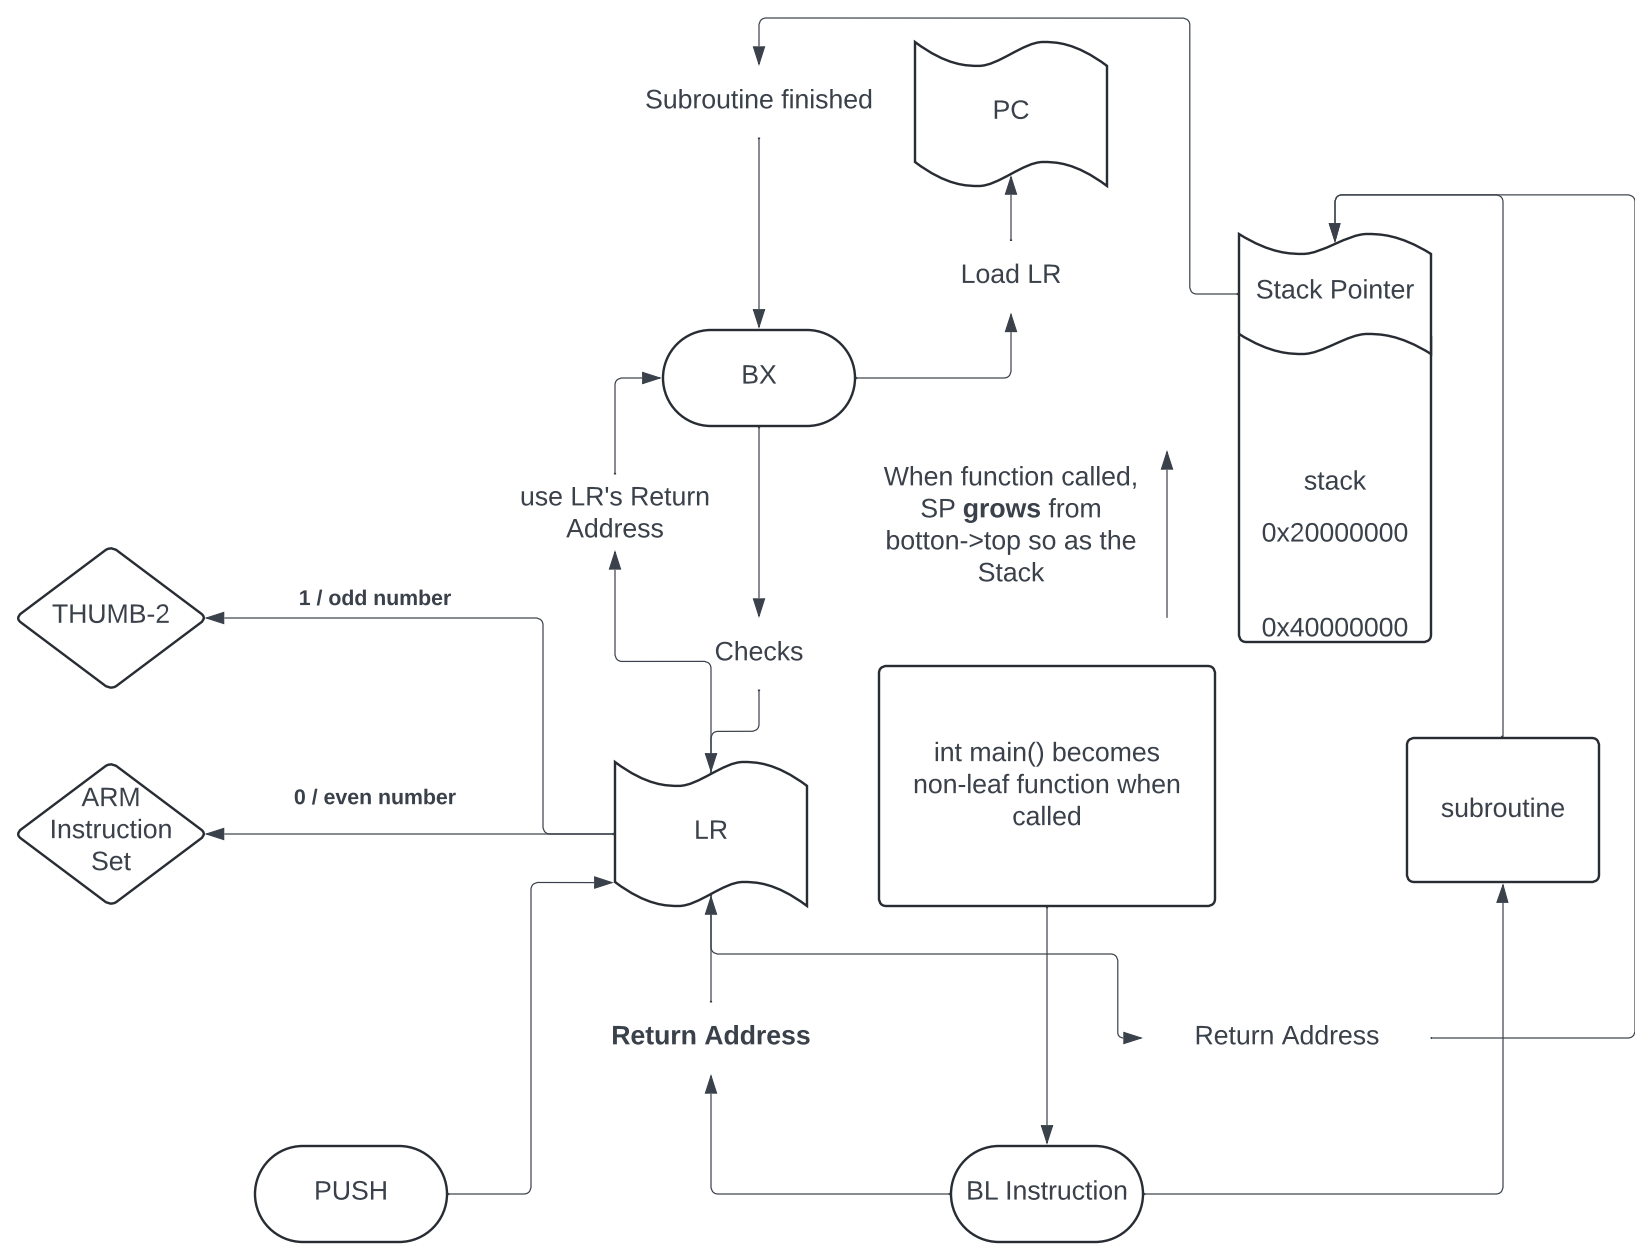 Subroutine finished
PC
Load LR
Stack Pointer
BX
use LR's Return
Address
When function called,
SP grows from
botton->top so as the
Stack
stack
0x20000000
0x40000000
THUMB-2
1 / odd number
Checks
ARM
Instruction
Set
0 / even number
LR
int main() becomes
non-leaf function when
called
subroutine
Return Address
Return Address
PUSH
BL Instruction